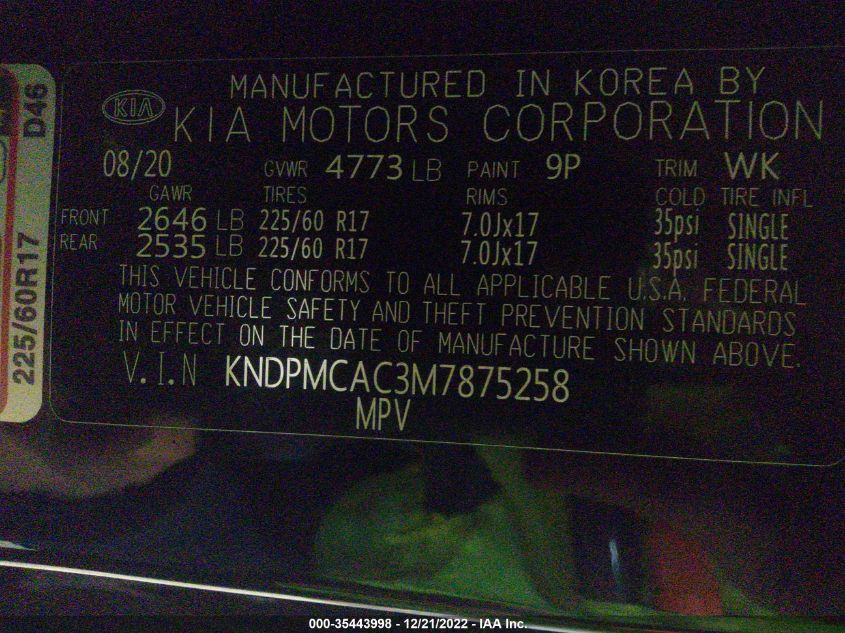 MANUFACTURED IN KOREA BY
KIA KIA MOTORS CORPORATION
08/20 GVWR 4773 LB PAINT 9P TRIM WK
GAWR TIRES RIMS COLD TIRE INFL
FRONT 2646 LB 225/60 R17 7.0Jx17 35psi SINGLE
REAR 2535 LB 225/60 R17 7.0Jx17 35psi SINGLE
THIS VEHICLE CONFORMS TO ALL APPLICABLE U.S.A. FEDERAL
MOTOR VEHICLE SAFETY AND THEFT PREVENTION STANDARDS
IN EFFECT ON THE DATE OF MANUFACTURE SHOWN ABOVE.
V.I.N KNDPMCAC3M7875258
MPV
225/60R17 D46
000-35443998 - 12/21/2022 - IAA Inc.